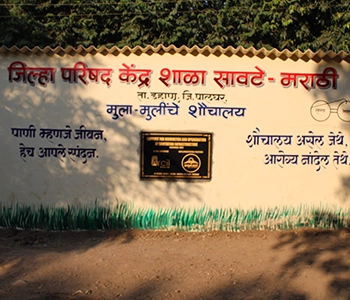 जिल्हा परिषद केंद्र शाळा सावटे - मराठी
ता. डहाणू, जि. पालघर.
मुला-मुलींचे शौचालय
पाणी म्हणजे जीवन,
हेच आपले स्पंदन.
शौचालय असेल जेथे,
आरोग्य नांदेल तेथे.